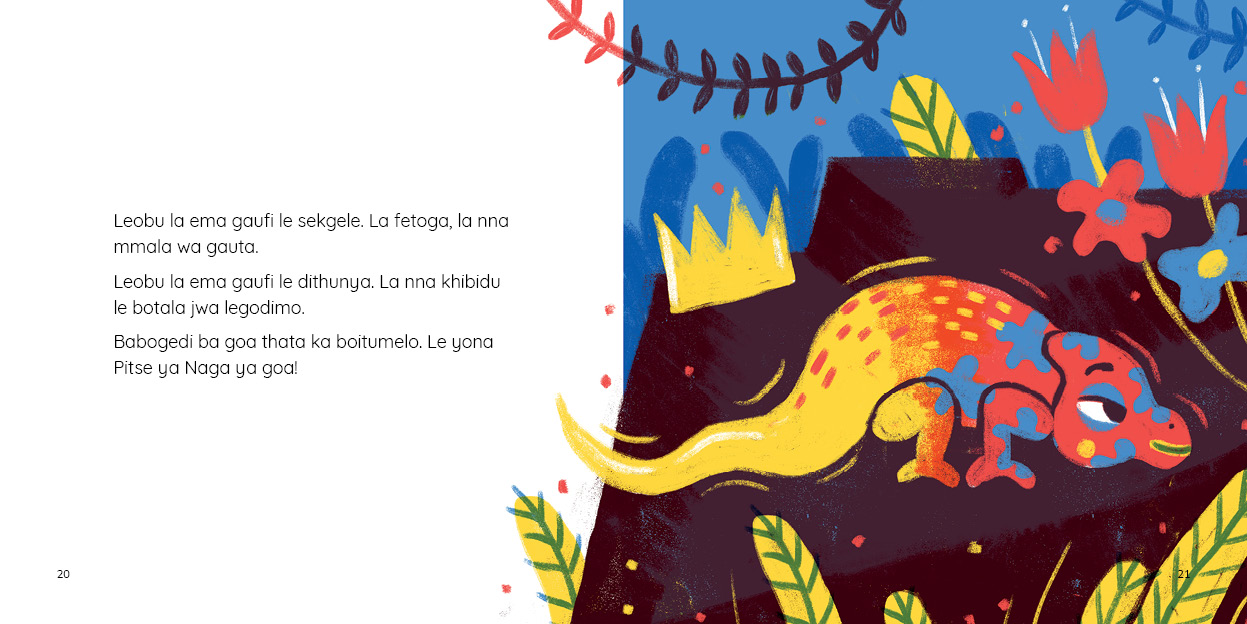 Leobu la ema gaufi le sekgele. La fetoga, la nna
mmala wa gauta.
Leobu la ema gaufi le dithunya. La nna khibidu
le botala jwa legodimo.
Babogedi ba goa thata ka boitumelo. Le yona
Pitse ya Naga ya goa!
20
21